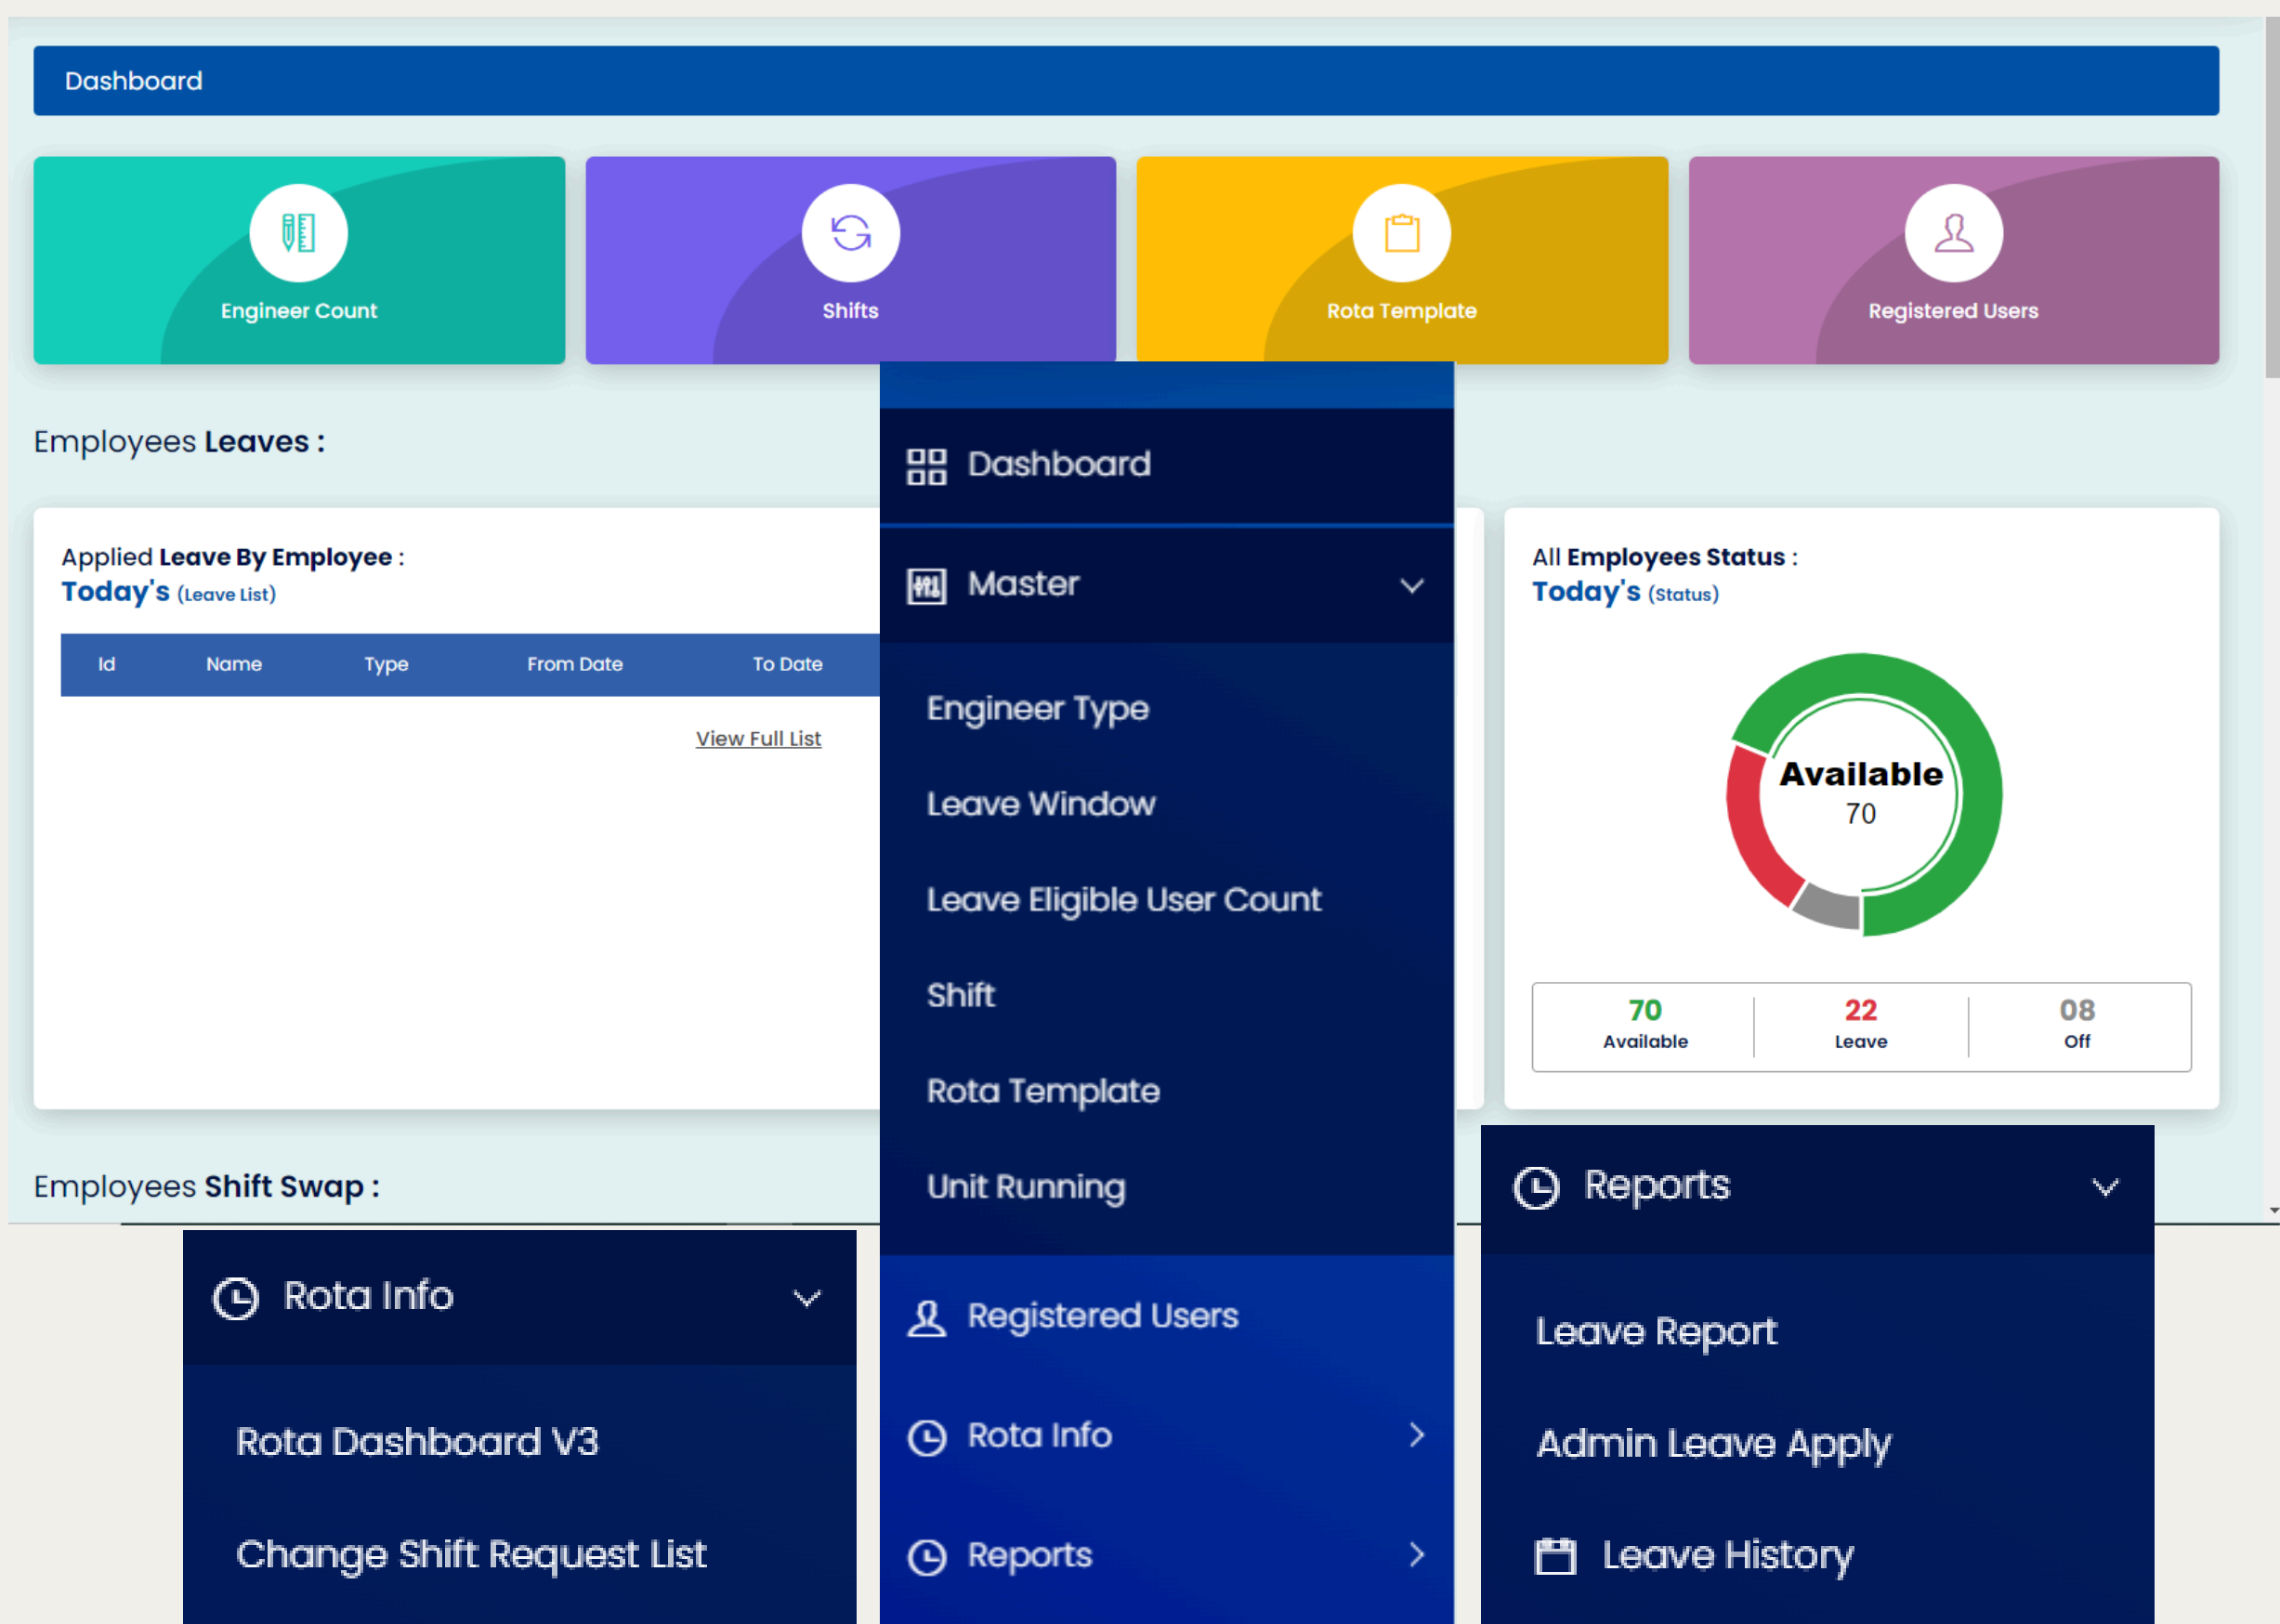 Dashboard
Engineer Count
Shifts
Rota Template
Registered Users
Employees Leaves :
Applied Leave By Employee :
Today's (Leave List)
Id Name Type From Date To Date
View Full List
Dashboard
Master
Engineer Type
Leave Window
Leave Eligible User Count
Shift
Rota Template
Unit Running
Registered Users
Rota Info
Reports
All Employees Status :
Today's (Status)
Available
70
70 22 08
Available Leave Off
Employees Shift Swap :
Rota Info
Rota Dashboard V3
Change Shift Request List
Reports
Leave Report
Admin Leave Apply
Leave History